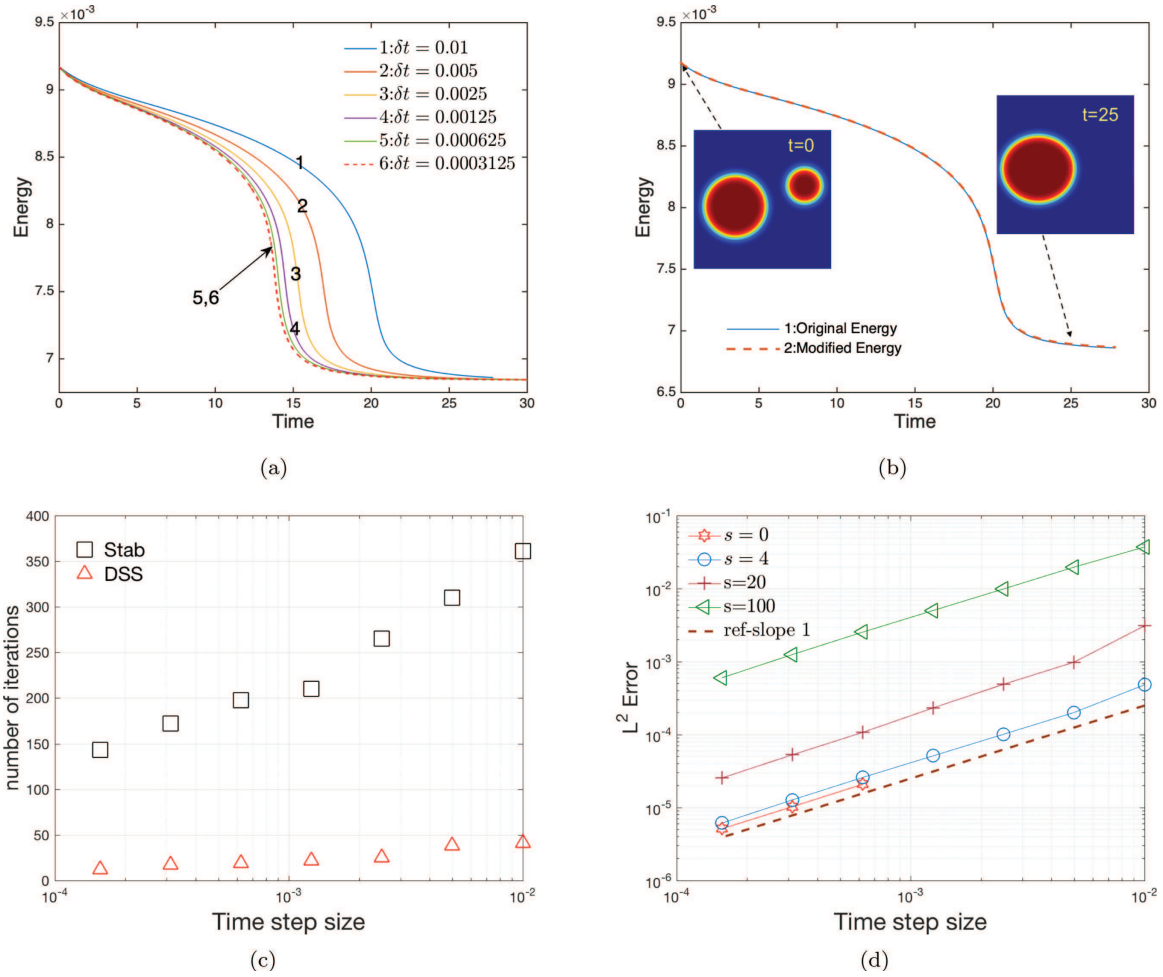 9.5 ×10⁻³
9
8.5
8
7.5
7
Energy
0 5 10 15 20 25 30
Time
1:δt = 0.01
2:δt = 0.005
3:δt = 0.0025
4:δt = 0.00125
5:δt = 0.000625
6:δt = 0.0003125
1
2
3
4
5,6
(a)
9.5 ×10⁻³
9
8.5
8
7.5
7
6.5
Energy
0 5 10 15 20 25 30
Time
t=0
t=25
1:Original Energy
2:Modified Energy
(b)
400
350
300
250
200
150
100
50
0
number of iterations
10⁻⁴ 10⁻³ 10⁻²
Time step size
Stab
DSS
(c)
10⁻¹
10⁻²
10⁻³
10⁻⁴
10⁻⁵
10⁻⁶
L² Error
10⁻⁴ 10⁻³ 10⁻²
Time step size
s = 0
s = 4
s=20
s=100
ref-slope 1
(d)